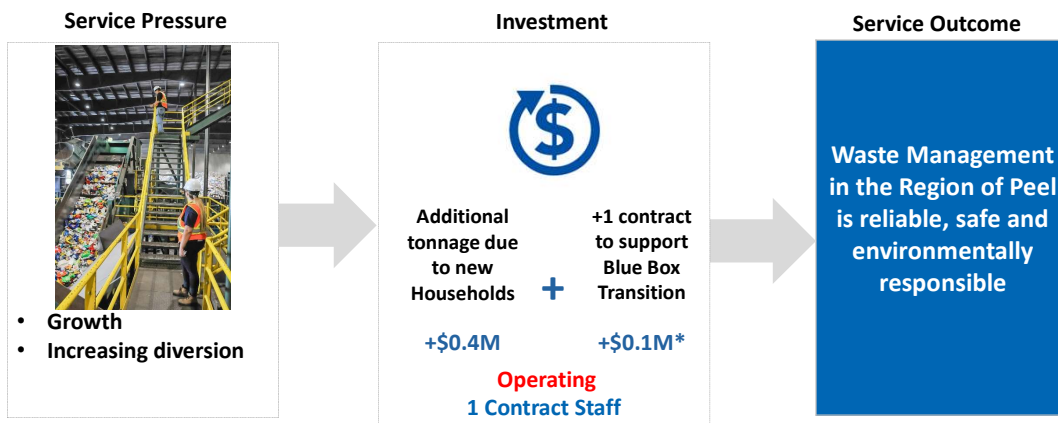 Service Pressure
• Growth
• Increasing diversion
Investment
$
Additional
tonnage due
to new
Households
+$0.4M
+
+1 contract
to support
Blue Box
Transition
+$0.1M*
Operating
1 Contract Staff
Service Outcome
Waste Management
in the Region of Peel
is reliable, safe and
environmentally
responsible